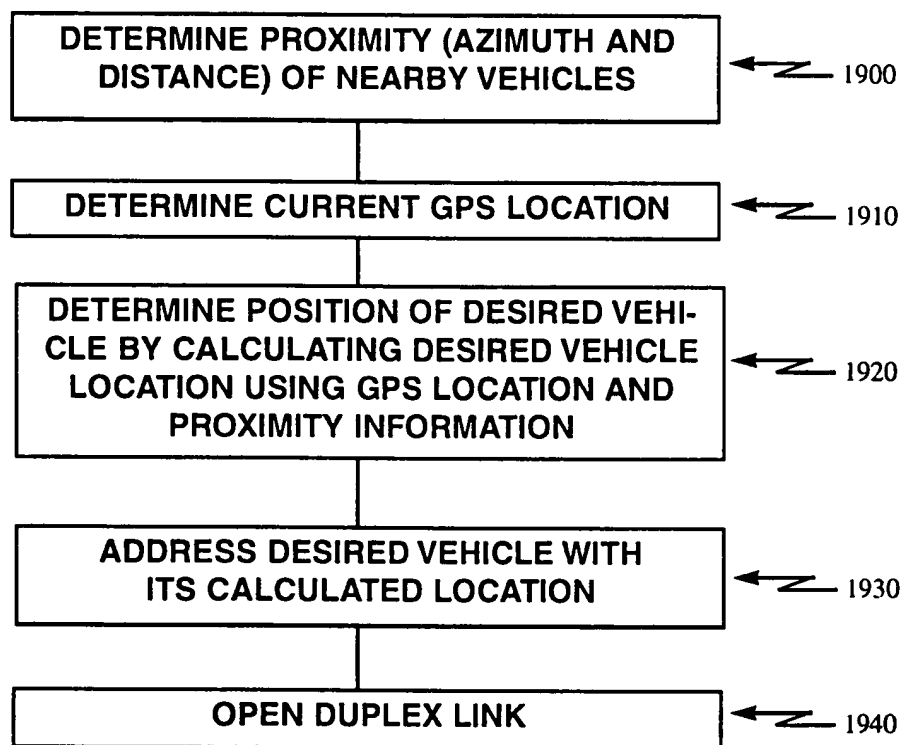 DETERMINE PROXIMITY (AZIMUTH AND
DISTANCE) OF NEARBY VEHICLES
1900
DETERMINE CURRENT GPS LOCATION
1910
DETERMINE POSITION OF DESIRED VEHI-
CLE BY CALCULATING DESIRED VEHICLE
LOCATION USING GPS LOCATION AND
PROXIMITY INFORMATION
1920
ADDRESS DESIRED VEHICLE WITH
ITS CALCULATED LOCATION
1930
OPEN DUPLEX LINK
1940